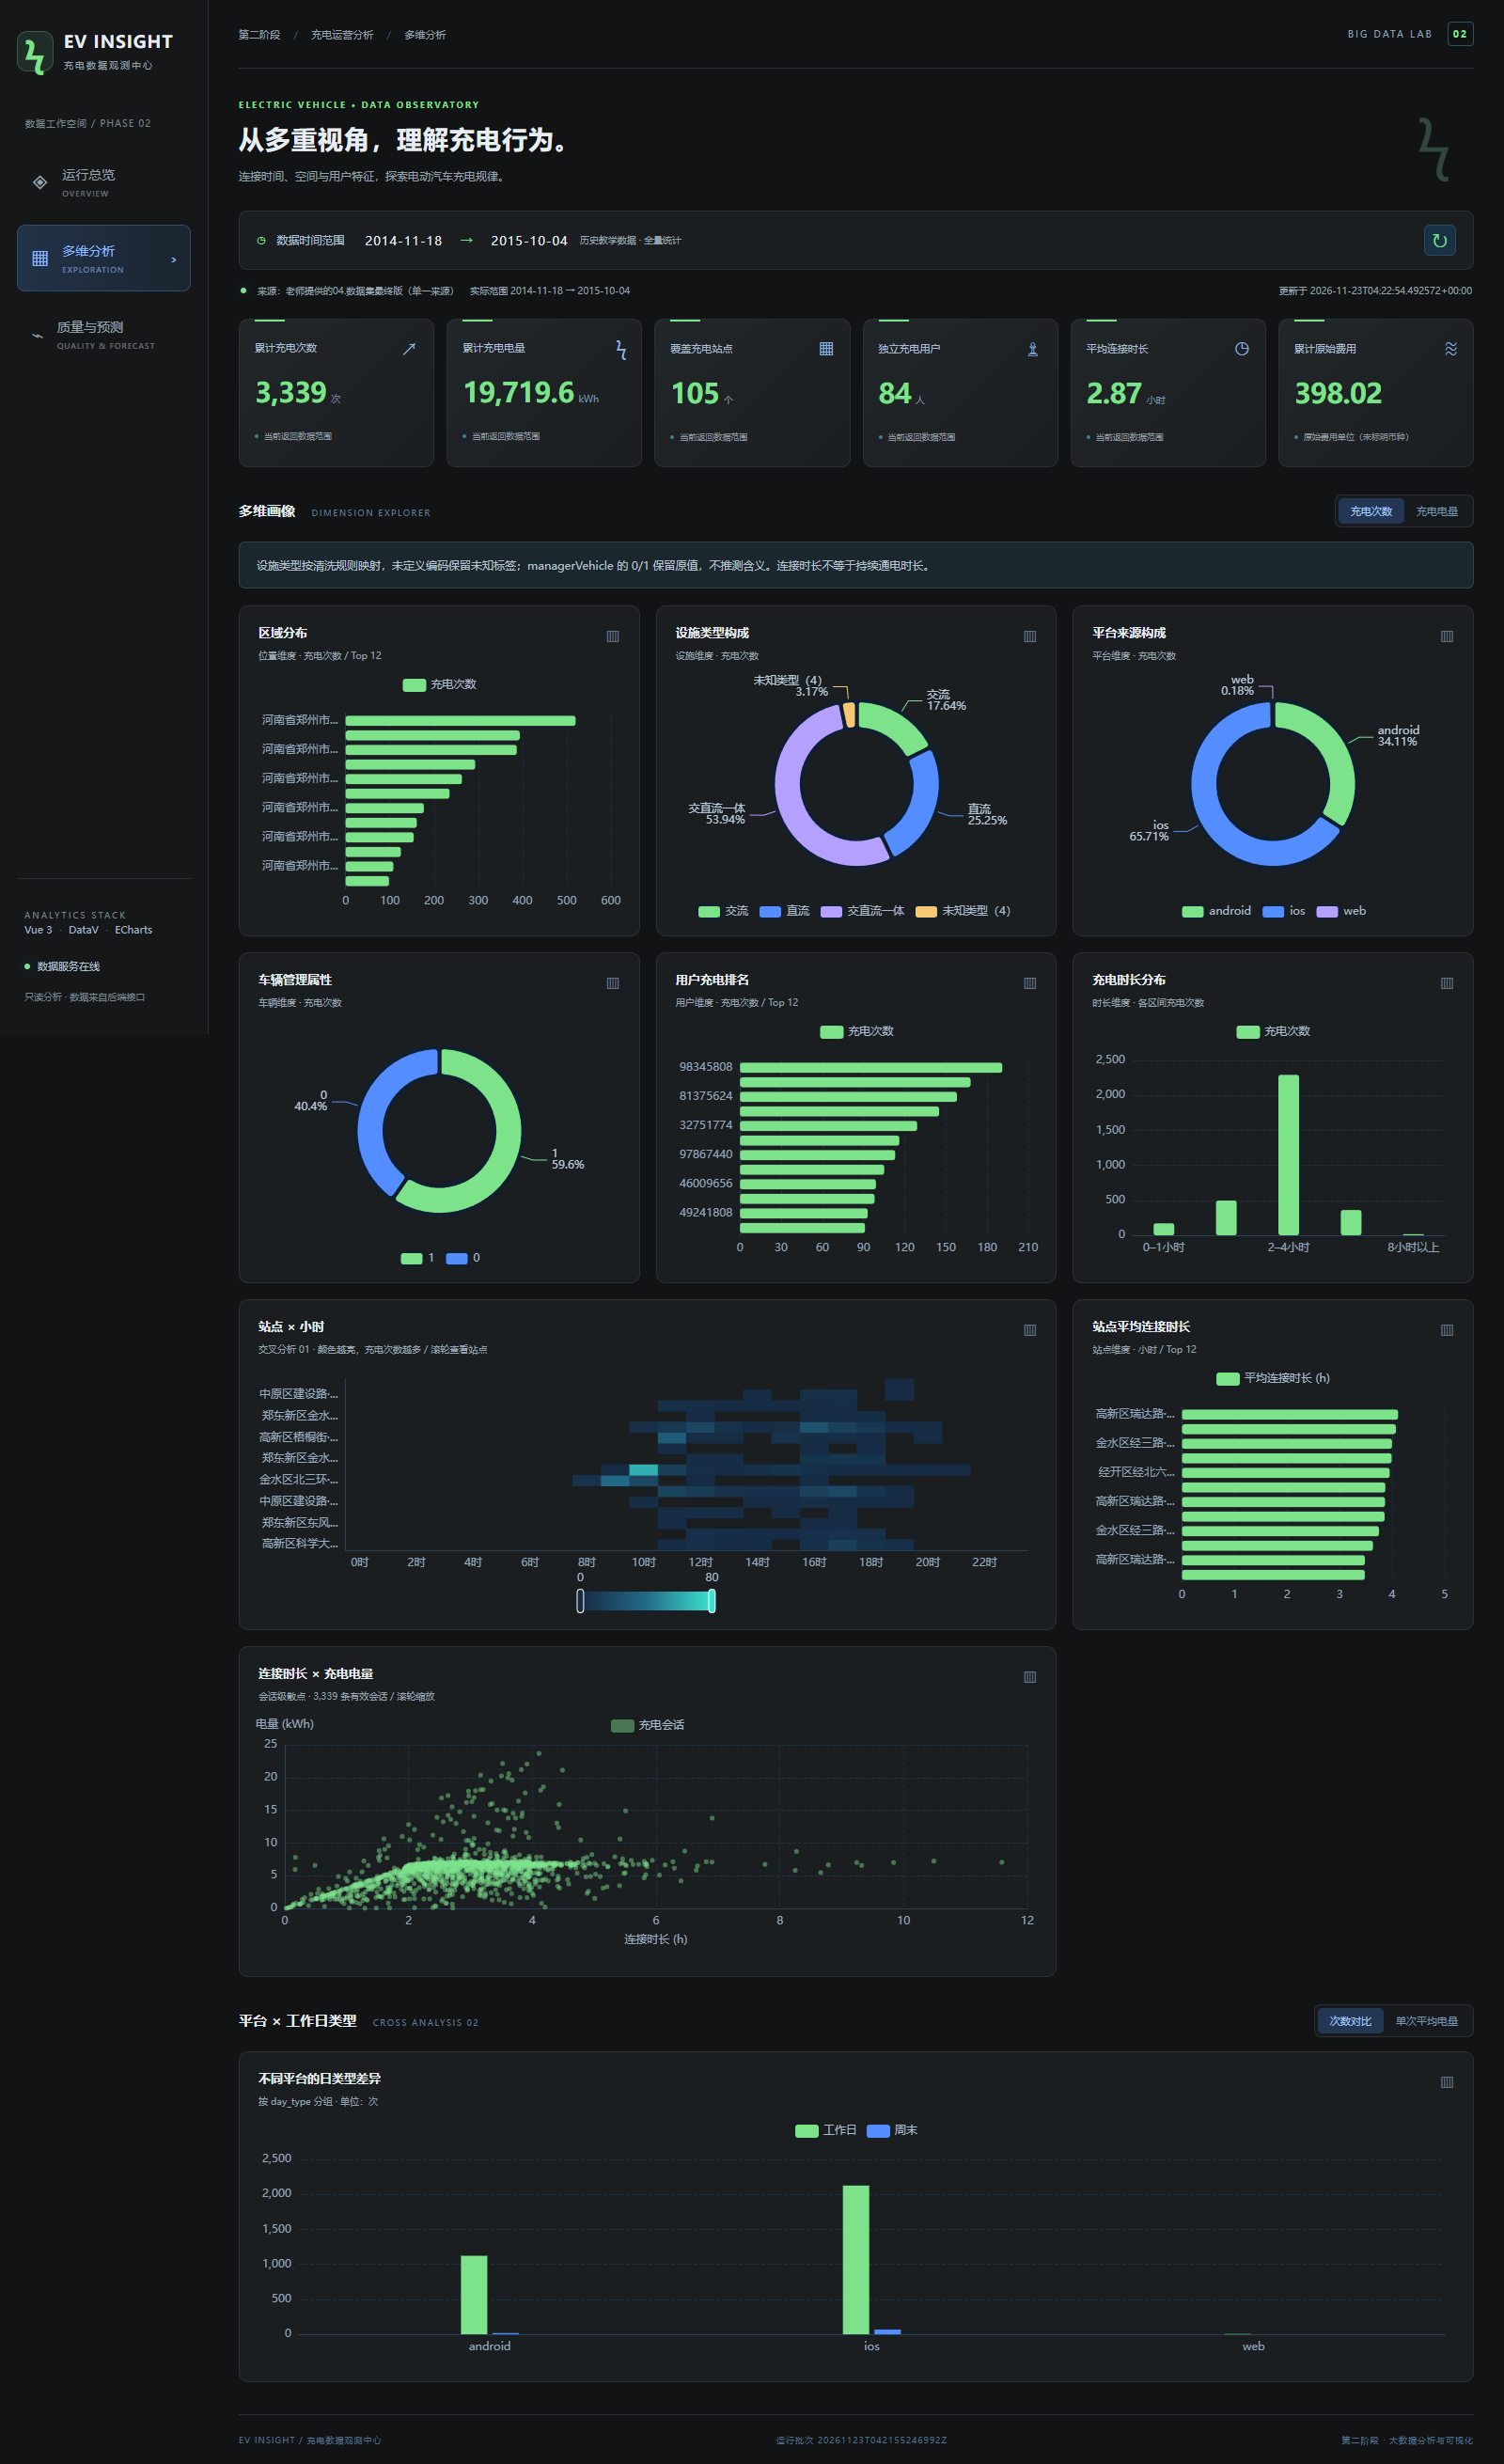 EV INSIGHT
充电数据观测中心
数据工作空间 / PHASE 02
运行总览
OVERVIEW
多维分析
EXPLORATION
质量与预测
QUALITY & FORECAST
ANALYTICS STACK
Vue 3 · DataV · ECharts
数据服务在线
只读分析 · 数据来自后端接口
第二阶段 / 充电运营分析 / 多维分析
BIG DATA LAB 02
ELECTRIC VEHICLE • DATA OBSERVATORY
从多重视角，理解充电行为。
连接时间、空间与用户特征，探索电动汽车充电规律。
数据时间范围 2014-11-18 → 2015-10-04 历史教学数据 · 全量统计
来源：老师提供的04.数据集最终版（单一来源） 实际范围 2014-11-18 → 2015-10-04
更新于 2026-11-23T04:22:54.492572+00:00
累计充电次数
3,339 次
当前返回数据范围
累计充电电量
19,719.6 kWh
当前返回数据范围
覆盖充电站点
105 个
当前返回数据范围
独立充电用户
84 人
当前返回数据范围
平均连接时长
2.87 小时
当前返回数据范围
累计原始费用
398.02
原始费用单位（未标明币种）
多维画像 DIMENSION EXPLORER
充电次数 充电电量
设施类型按清洗规则映射，未定义编码保留未知标签；managerVehicle 的 0/1 保留原值，不推测含义。连接时长不等于持续通电时长。
区域分布
位置维度 · 充电次数 / Top 12
充电次数
河南省郑州市...
河南省郑州市...
河南省郑州市...
河南省郑州市...
河南省郑州市...
河南省郑州市...
0 100 200 300 400 500 600
设施类型构成
设施维度 · 充电次数
未知类型（4）
3.17%
交流
17.64%
交直流一体
53.94%
直流
25.25%
交流 直流 交直流一体 未知类型（4）
平台来源构成
平台维度 · 充电次数
web
0.18%
android
34.11%
ios
65.71%
android ios web
车辆管理属性
车辆维度 · 充电次数
0
40.4%
1
59.6%
1 0
用户充电排名
用户维度 · 充电次数 / Top 12
充电次数
98345808
81375624
32751774
97867440
46009656
49241808
0 30 60 90 120 150 180 210
充电时长分布
时长维度 · 各区间充电次数
充电次数
2,500
2,000
1,500
1,000
500
0
0–1小时 2–4小时 8小时以上
站点 × 小时
交叉分析 01 · 颜色越亮，充电次数越多 / 滚轮查看站点
中原区建设路·...
郑东新区金水...
高新区梧桐街·...
郑东新区金水...
金水区北三环·...
中原区建设路·...
郑东新区东风...
高新区科学大...
0时 2时 4时 6时 8时 10时 12时 14时 16时 18时 20时 22时
0 80
站点平均连接时长
站点维度 · 小时 / Top 12
平均连接时长 (h)
高新区瑞达路·...
金水区经三路·...
经开区经北六...
高新区瑞达路·...
金水区经三路·...
高新区瑞达路·...
0 1 2 3 4 5
连接时长 × 充电电量
会话级散点 · 3,339 条有效会话 / 滚轮缩放
电量 (kWh)
充电会话
25
20
15
10
5
0
0 2 4 6 8 10 12
连接时长 (h)
平台 × 工作日类型 CROSS ANALYSIS 02
次数对比 单次平均电量
不同平台的日类型差异
按 day_type 分组 · 单位：次
工作日 周末
2,500
2,000
1,500
1,000
500
0
android ios web
EV INSIGHT / 充电数据观测中心
运行批次 20261123T042155246992Z
第二阶段 · 大数据分析与可视化